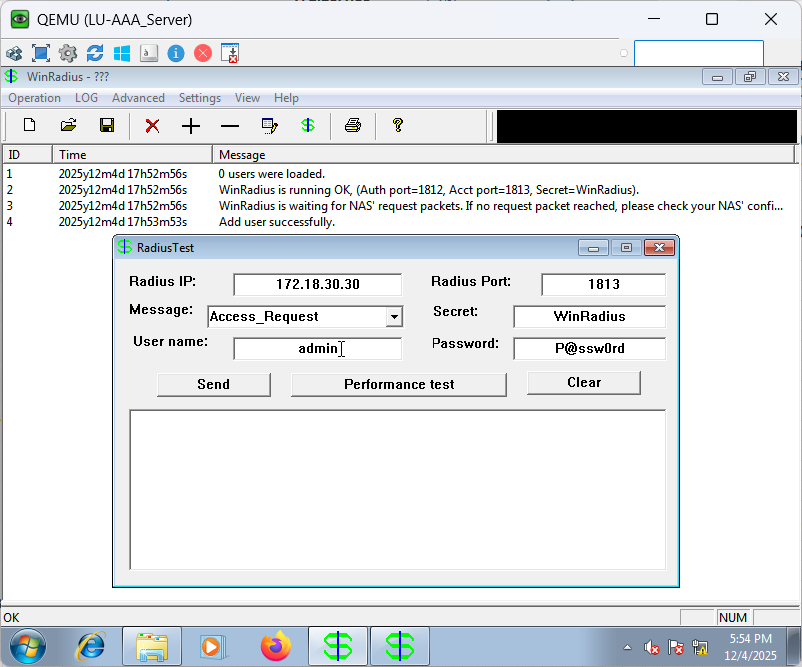 QEMU (LU-AAA_Server)
WinRadius - ???
Operation LOG Advanced Settings View Help
ID Time Message
1 2025y12m4d 17h52m56s 0 users were loaded.
2 2025y12m4d 17h52m56s WinRadius is running OK, (Auth port=1812, Acct port=1813, Secret=WinRadius).
3 2025y12m4d 17h52m56s WinRadius is waiting for NAS' request packets. If no request packet reached, please check your NAS' confi...
4 2025y12m4d 17h53m53s Add user successfully.
RadiusTest
Radius IP: 172.18.30.30 Radius Port: 1813
Message: Access_Request Secret: WinRadius
User name: admin Password: P@ssw0rd
Send Performance test Clear
OK NUM
5:54 PM
12/4/2025